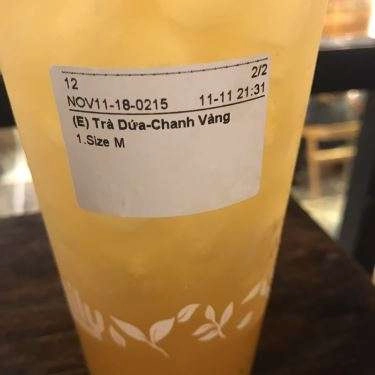 12 2/2
NOV11-18-0215 11-11 21:31
(E) Trà Dứa-Chanh Vàng
1.Size M